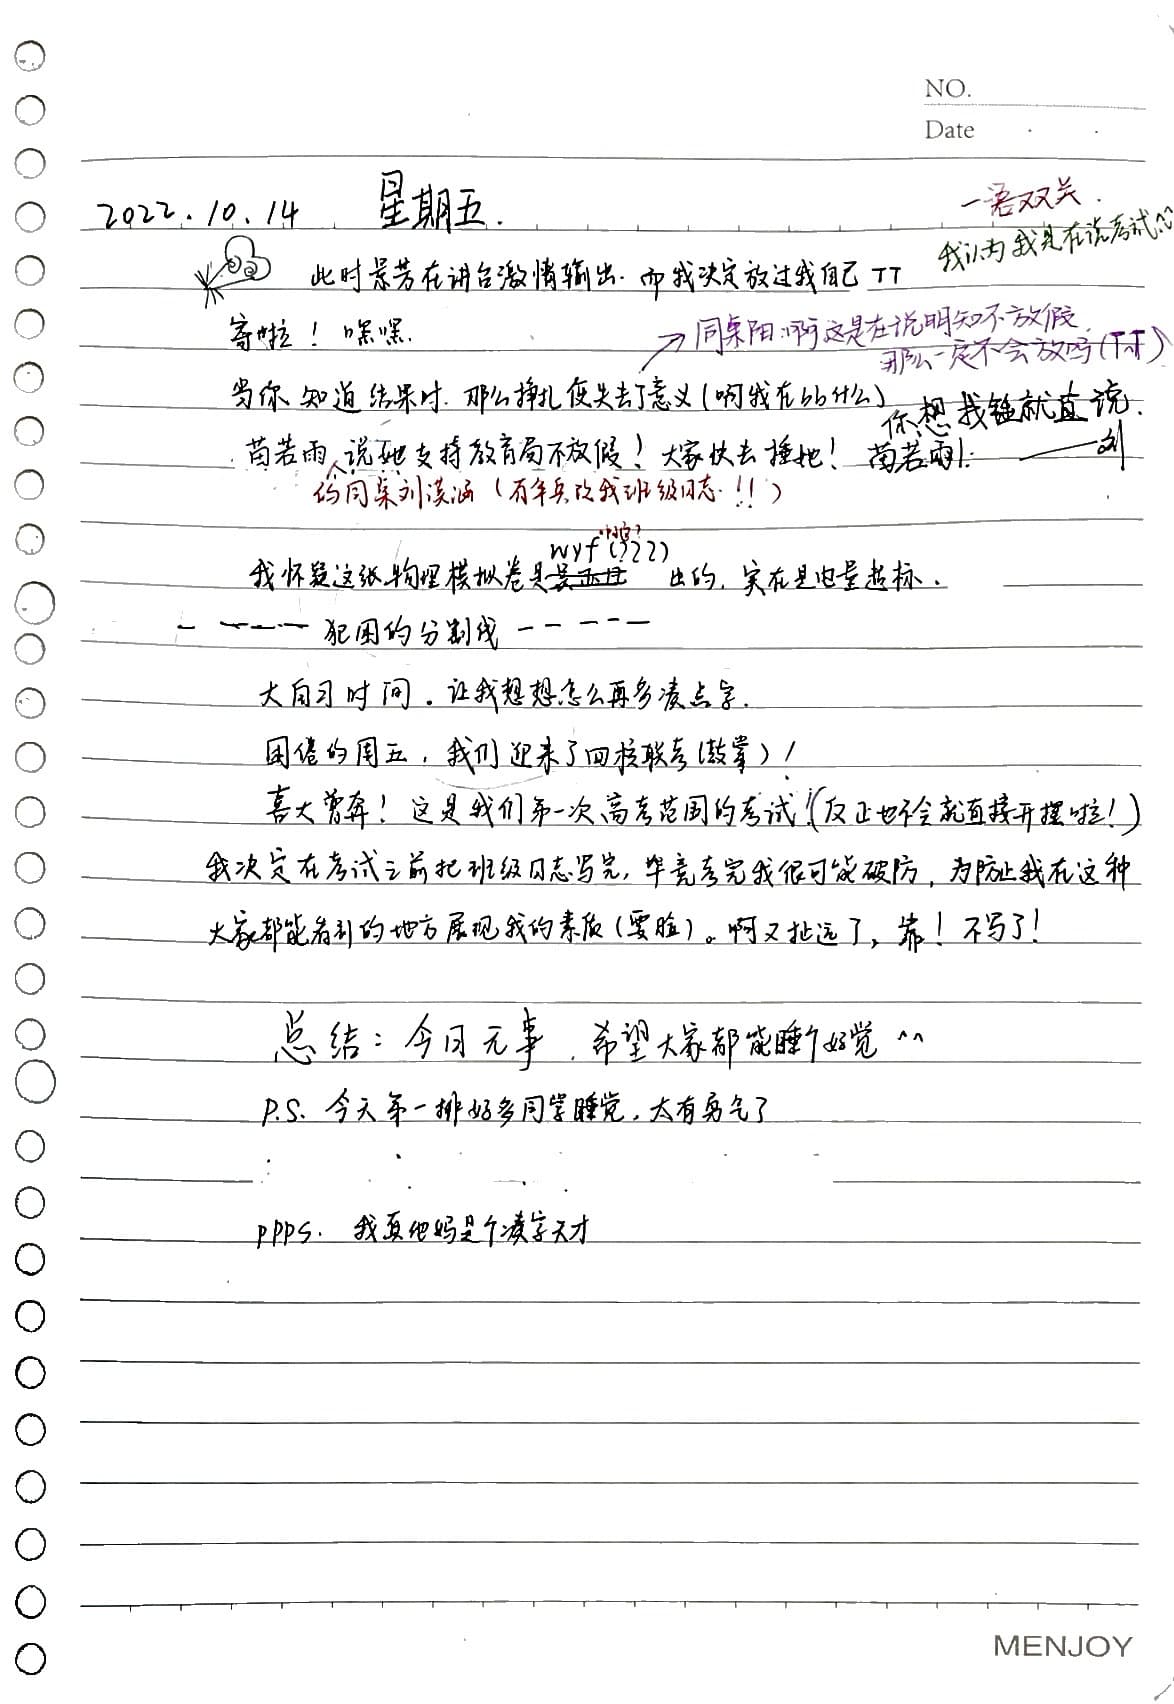 NO.
Date
2022.10.14 星期五.
一语双关.
我认为我是在说考试^^
此时景芳在讲台激情输出.而我决定放过我自己TT
寄啦！嘿嘿.
→同桌阳:啊这是在说明知不放假
那么一定不会放吗(TT)
当你知道结果时.那么挣扎便失去了意义(啊我在bb什么)
你想我锤就直说.
——刘
苗若雨说她支持教育局不放假！大家快去捶她！苗若雨!:
的同桌刘淇涵(百年兵改我班级日志.!!)
wyf(???)
我怀疑这纸物理模拟卷是出的,实在是电量超标.
- ---- 犯困的分割线 -----
大自习时间。让我想想怎么再多凑点字.
困倦的周五,我们迎来了四校联考(鼓掌)!
喜大普奔！这是我们第一次高考范围的考试!(反正也不会就直接开摆啦！)
我决定在考试之前把班级日志写完,毕竟考完我很可能破防,为防止我在这种
大家都能看到的地方展现我的素质(要脸)。啊又扯远了,靠！不写了！
总结:今日无事,希望大家都能睡个好觉^^
P.S.今天第一排好多同学睡觉,太有勇气了
PPPS.我真他妈是个凑字天才
MENJOY